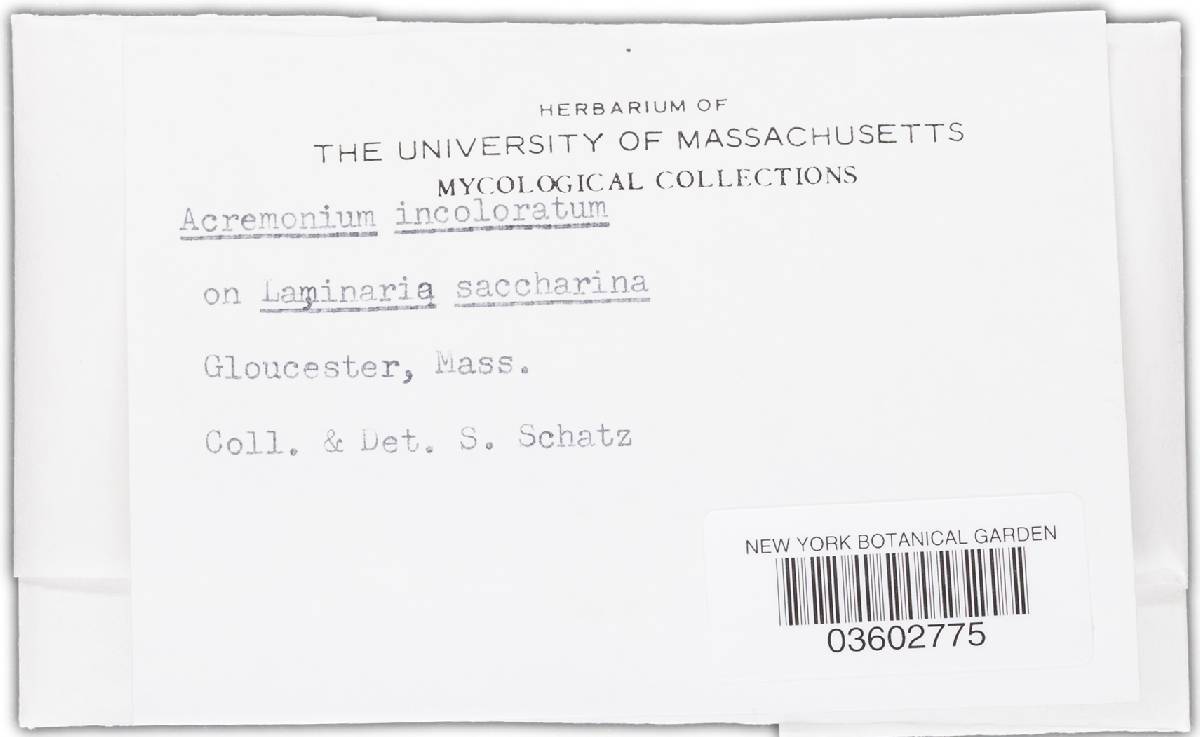 HERBARIUM OF
THE UNIVERSITY OF MASSACHUSETTS
MYCOLOGICAL COLLECTIONS
Acremonium incoloratum
on Laminaria saccharina
Gloucester, Mass.
Coll. & Det. S. Schatz
NEW YORK BOTANICAL GARDEN
03602775